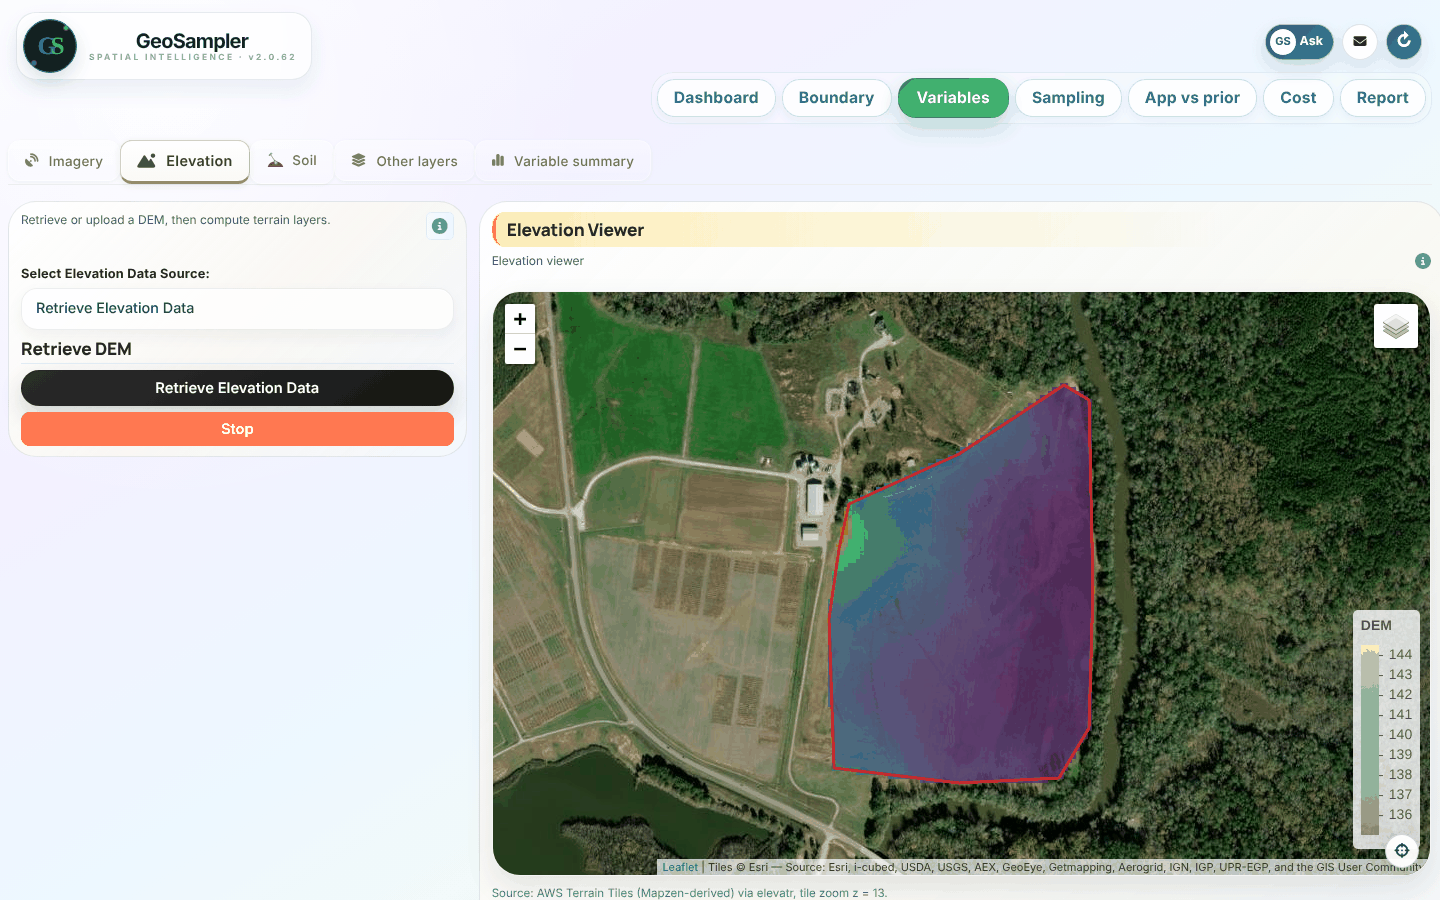 GS
GeoSampler
SPATIAL INTELLIGENCE · v2.0.62
GS Ask
Dashboard
Boundary
Variables
Sampling
App vs prior
Cost
Report
Imagery
Elevation
Soil
Other layers
Variable summary
Retrieve or upload a DEM, then compute terrain layers.
Select Elevation Data Source:
Retrieve Elevation Data
Retrieve DEM
Retrieve Elevation Data
Stop
Elevation Viewer
Elevation viewer
+
−
DEM
144
143
142
141
140
139
138
137
136
Leaflet | Tiles © Esri — Source: Esri, i-cubed, USDA, USGS, AEX, GeoEye, Getmapping, Aerogrid, IGN, IGP, UPR-EGP, and the GIS User Community
Source: AWS Terrain Tiles (Mapzen-derived) via elevatr, tile zoom z = 13.